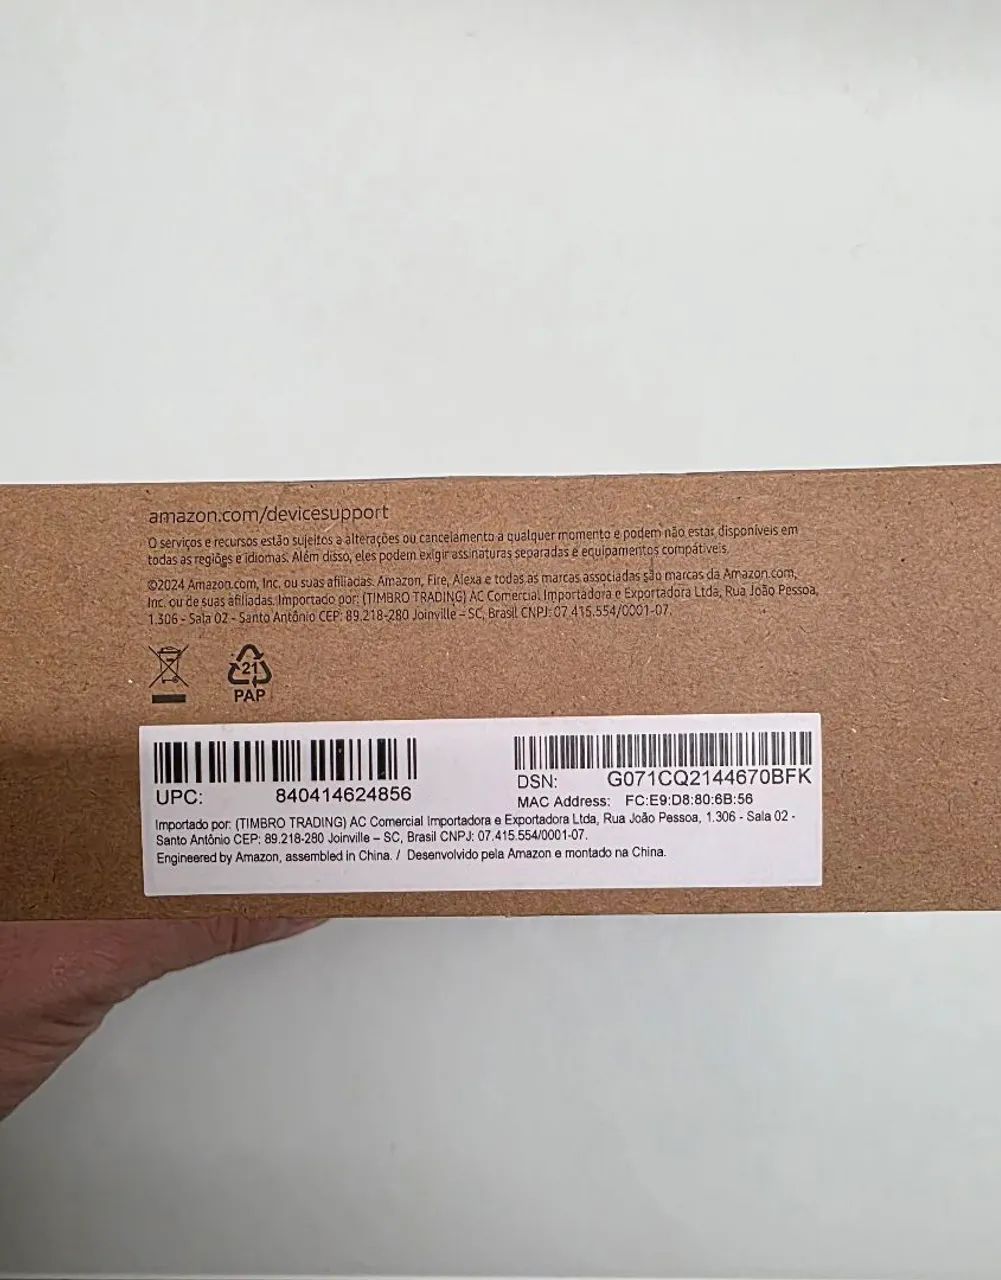 amazon.com/devicesupport
O serviços e recursos estão sujeitos a alterações ou cancelamento a qualquer momento e podem não estar disponíveis em
todas as regiões e idiomas. Além disso, eles podem exigir assinaturas separadas e equipamentos compatíveis.
©2024 Amazon.com, Inc. ou suas afiliadas. Amazon, Fire, Alexa e todas as marcas associadas são marcas da Amazon.com,
Inc. ou de suas afiliadas. Importado por: (TIMBRO TRADING) AC Comercial Importadora e Exportadora Ltda, Rua João Pessoa,
1.306 - Sala 02 - Santo Antônio CEP: 89.218-280 Joinville – SC, Brasil CNPJ: 07.415.554/0001-07.
21
PAP
UPC: 840414624856
DSN: G071CQ2144670BFK
MAC Address: FC:E9:D8:80:6B:56
Importado por: (TIMBRO TRADING) AC Comercial Importadora e Exportadora Ltda, Rua João Pessoa, 1.306 - Sala 02 -
Santo Antônio CEP: 89.218-280 Joinville – SC, Brasil CNPJ: 07.415.554/0001-07.
Engineered by Amazon, assembled in China. / Desenvolvido pela Amazon e montado na China.